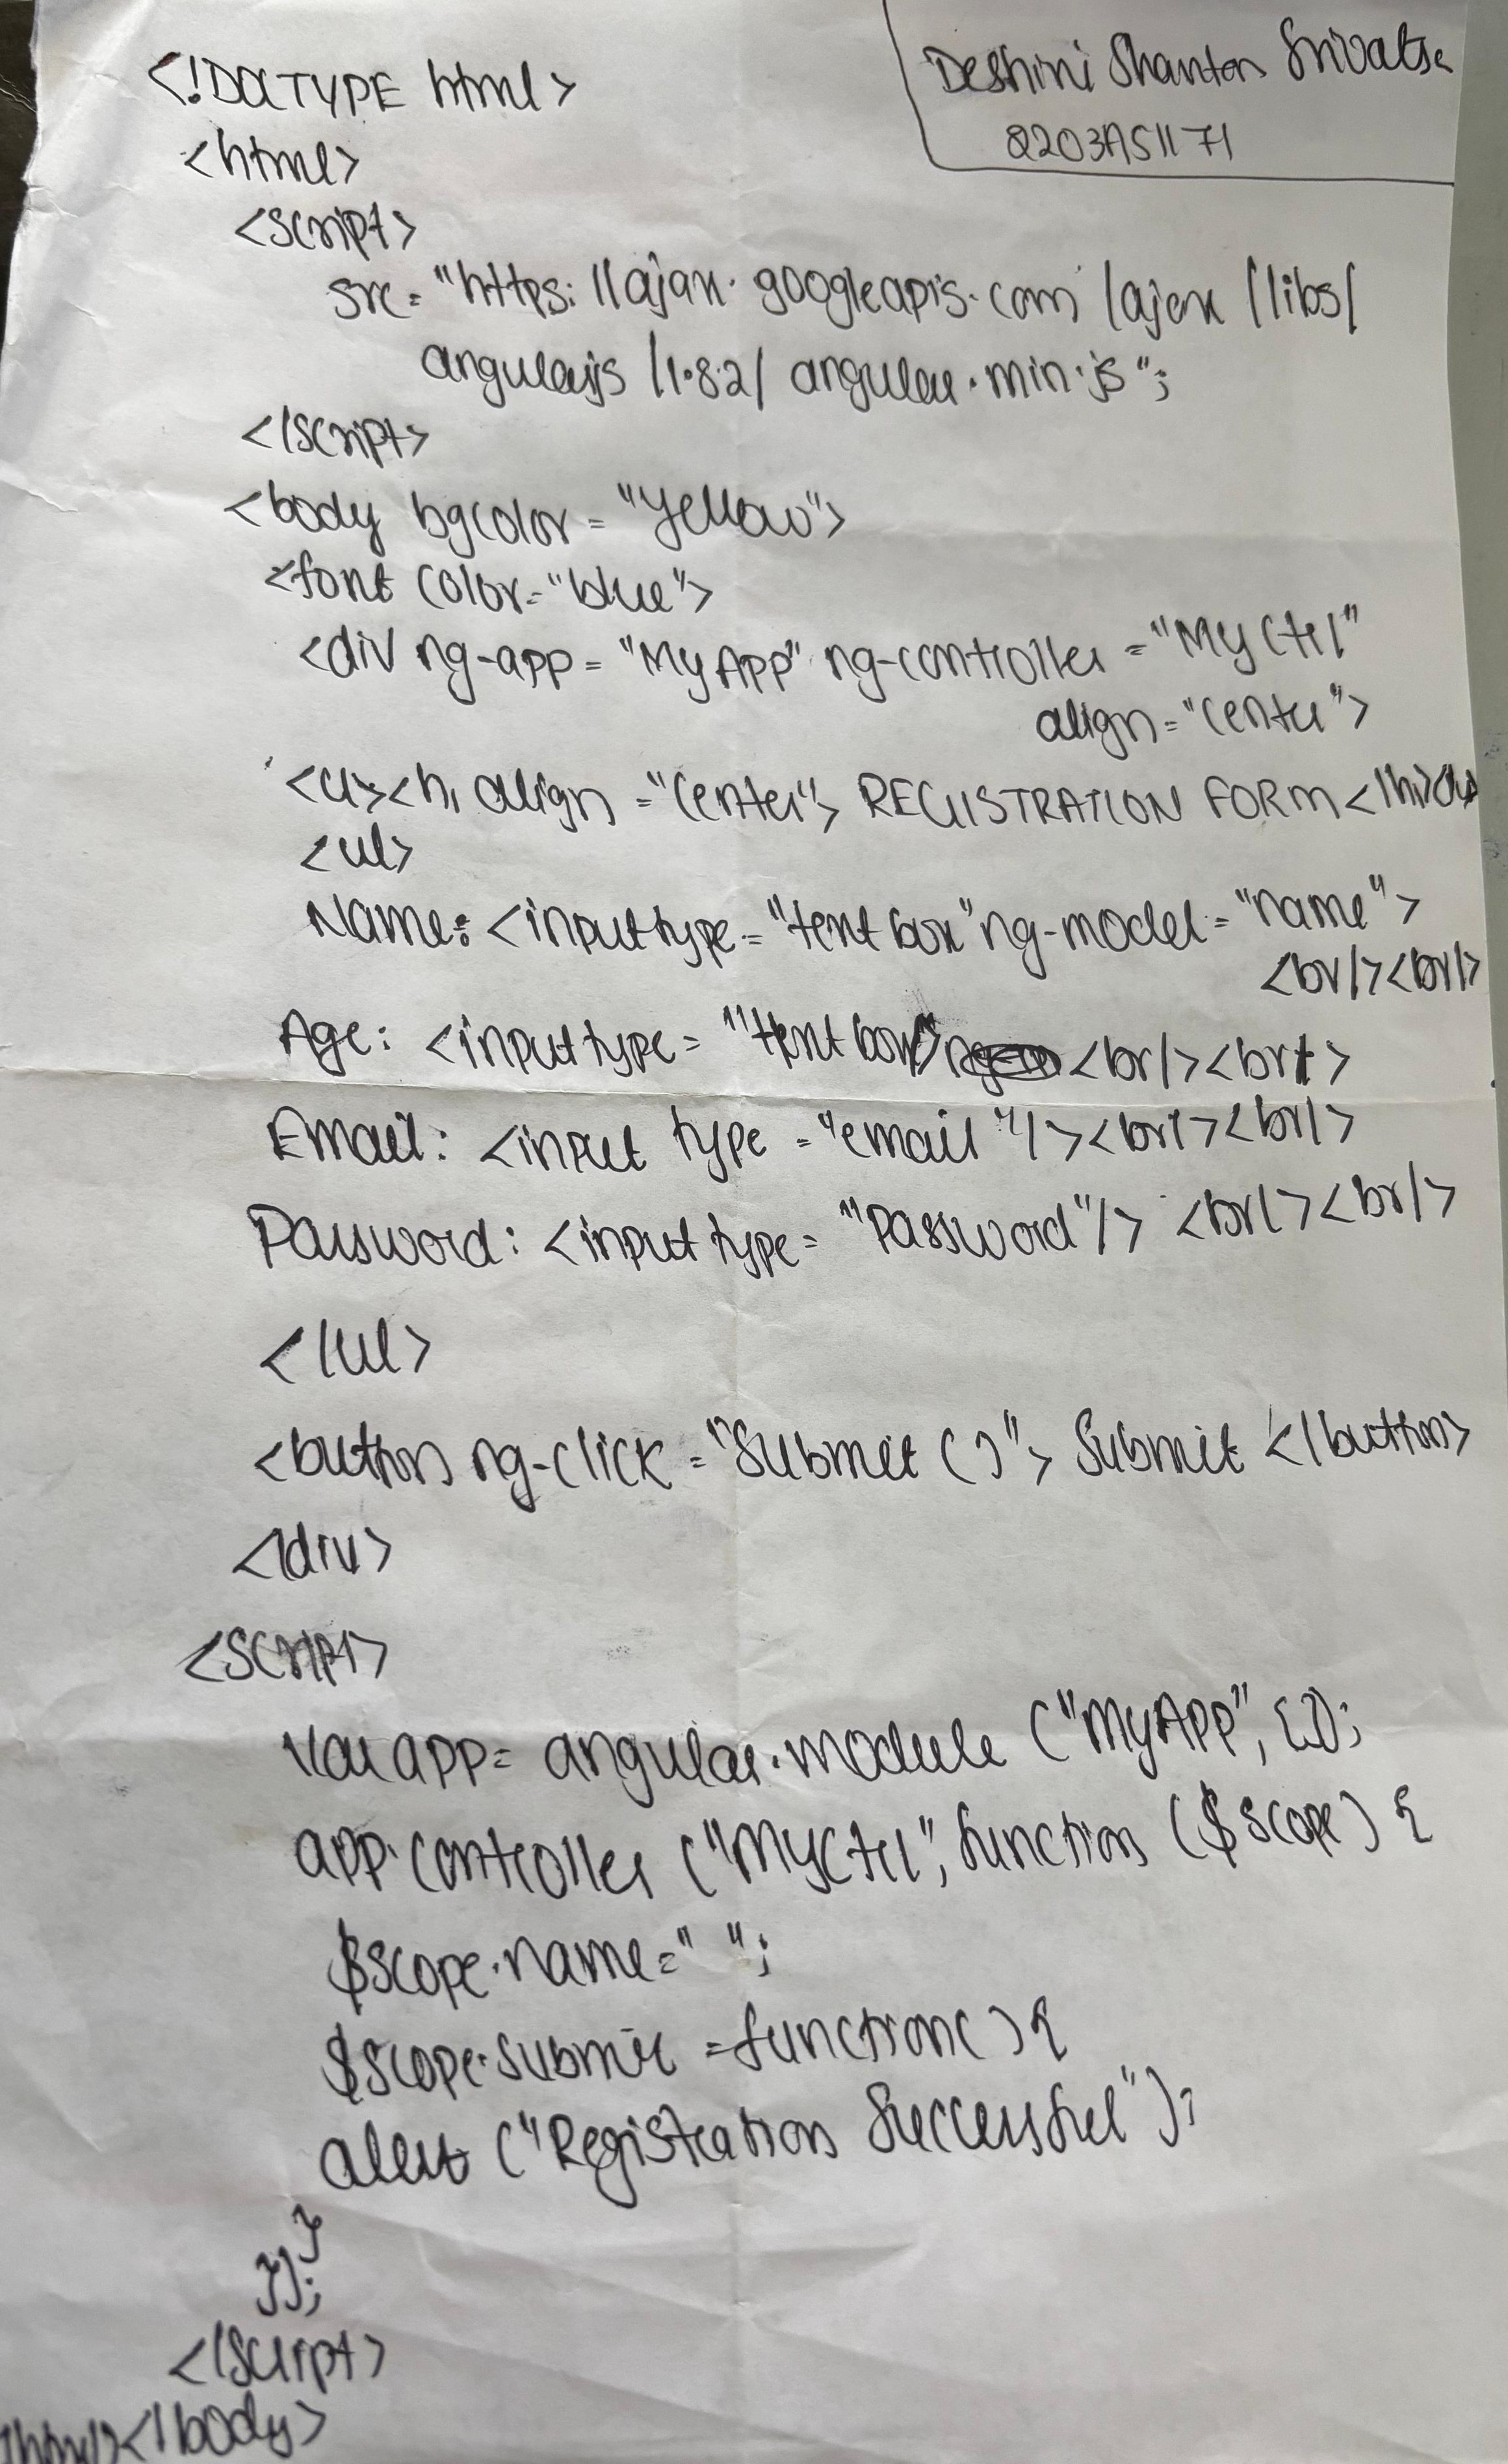 Deshini Shanton Srivatsa
2203A51171
<!DOCTYPE html>
<html>
<script>
src = "https://ajax.googleapis.com/ajax/libs/
angularjs/1.8.2/angular.min.js";
</script>
<body bgcolor = "yellow">
<font color="blue">
<div ng-app = "MyApp" ng-controller = "MyCtrl"
align="center">
<u><h1 align = "center"> REGISTRATION FORM</h1></u>
<ul>
Name: <input type = "text box" ng-model = "name">
<br/><br/>
Age: <input type = "text box"> <br/><br/>
Email: <input type = "email"/><br/><br/>
Password: <input type = "Password"/> <br/><br/>
</ul>
<button ng-click = "Submit ( )"> Submit </button>
</div>
<script>
Var app = angular.module ("MyApp", []);
app.controller ("MyCtrl", function ($scope) {
$scope.name = " ";
$scope.submit = function( ) {
alert ("Registration Successful");
}
});
</script>
</html></body>